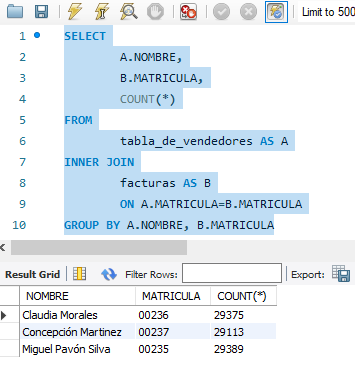 Limit to 500
1 SELECT
2 A.NOMBRE,
3 B.MATRICULA,
4 COUNT(*)
5 FROM
6 tabla_de_vendedores AS A
7 INNER JOIN
8 facturas AS B
9 ON A.MATRICULA=B.MATRICULA
10 GROUP BY A.NOMBRE, B.MATRICULA
Result Grid Filter Rows: Export:
NOMBRE MATRICULA COUNT(*)
Claudia Morales 00236 29375
Concepción Martinez 00237 29113
Miguel Pavón Silva 00235 29389